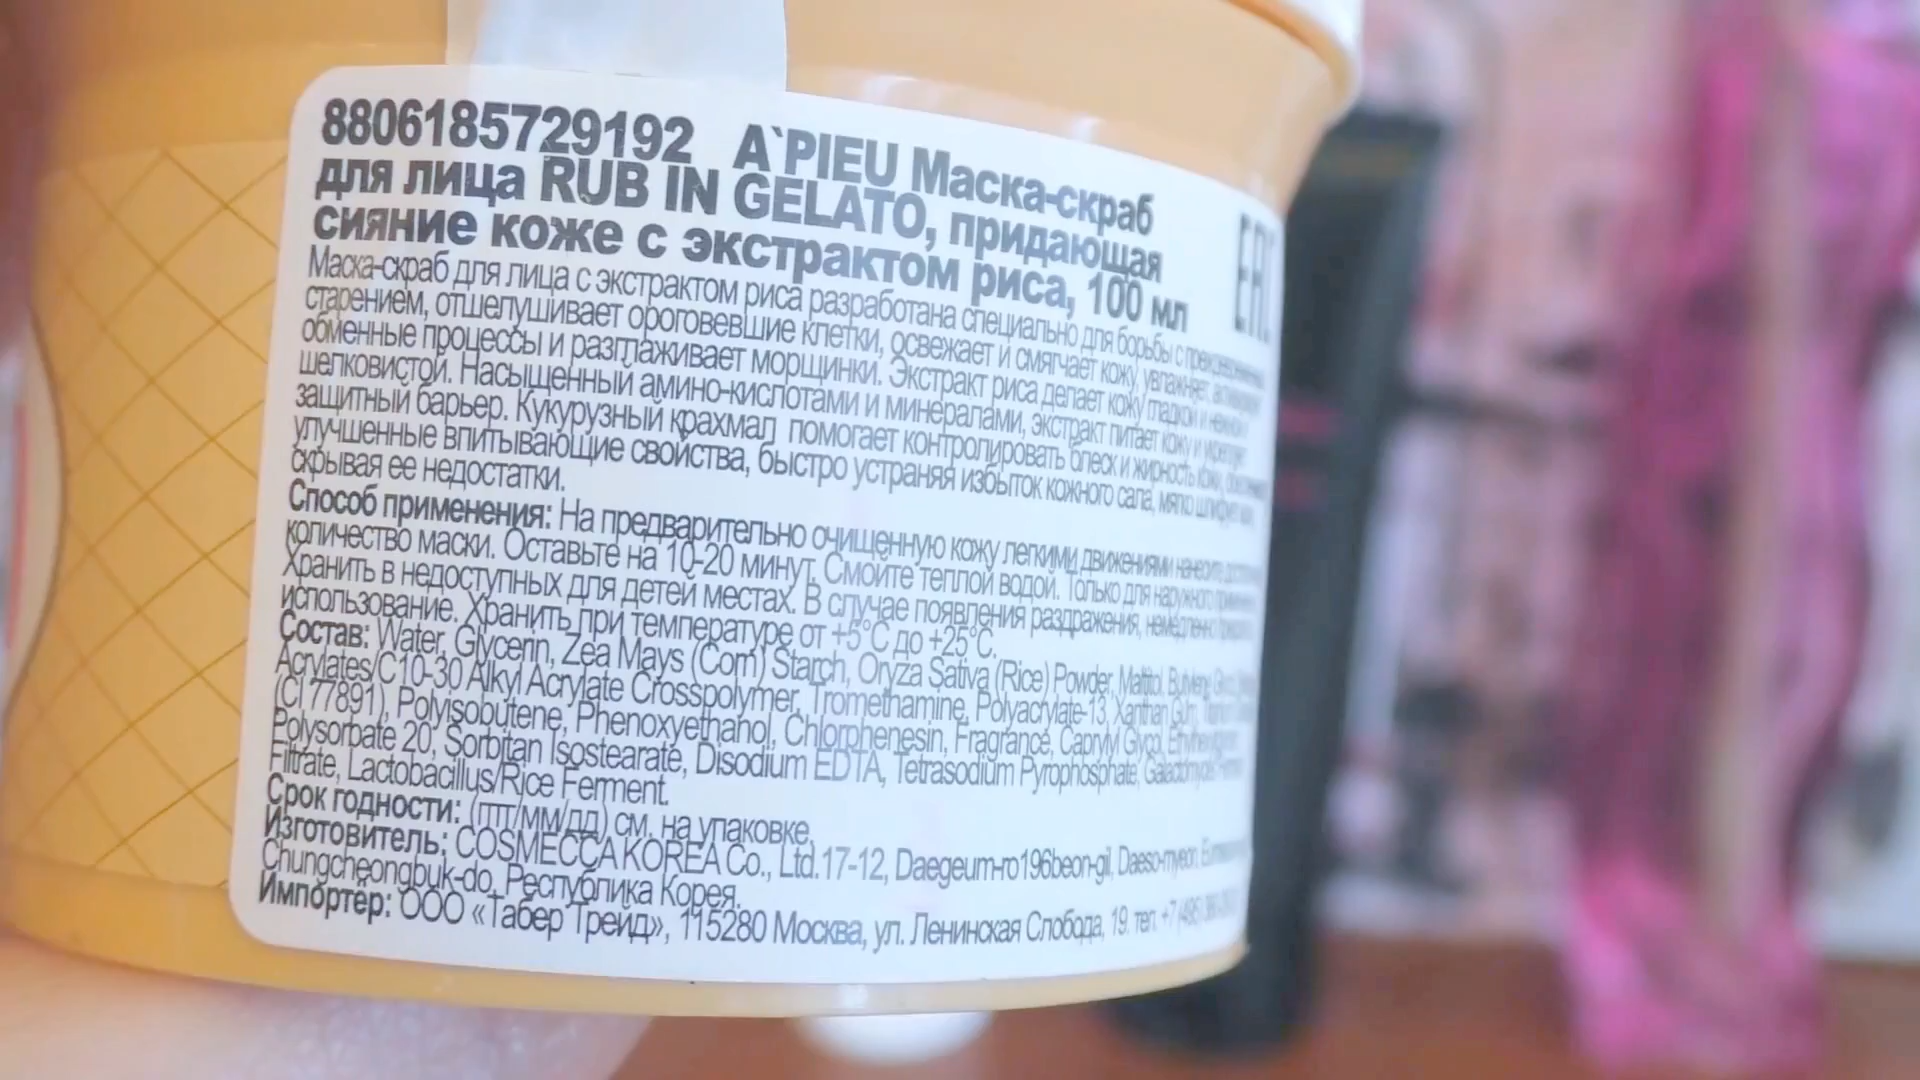 8806185729192 A`PIEU Маска-скраб
для лица RUB IN GELATO, придающая
сияние коже с экстрактом риса, 100 мл
EAC
Маска-скраб для лица с экстрактом риса разработана специально для борьбы с преждевременным
старением, отшелушивает ороговевшие клетки, освежает и смягчает кожу, увлажняет,
обменные процессы и разглаживает морщинки. Экстракт риса делает кожу гладкой и нежной и
шелковистой. Насыщенный амино-кислотами и минералами, экстракт питает кожу и укрепляет
защитный барьер. Кукурузный крахмал помогает контролировать блеск и жирность кожи,
улучшенные впитывающие свойства, быстро устраняя избыток кожного сала, мягко шлифует кожу,
скрывая ее недостатки.
Способ применения: На предварительно очищенную кожу легкими движениями нанесите
количество маски. Оставьте на 10-20 минут. Смойте теплой водой. Только для наружного применения.
Хранить в недоступных для детей местах. В случае появления раздражения, немедленно прекратите
использование. Хранить при температуре от +5°C до +25°C.
Состав: Water, Glycerin, Zea Mays (Corn) Starch, Oryza Sativa (Rice) Powder, Maltitol, Butylene Glycol,
Acrylates/C10-30 Alkyl Acrylate Crosspolymer, Tromethamine, Polyacrylate-13, Xanthan Gum, Titanium
(CI 77891), Polyisobutene, Phenoxyethanol, Chlorphenesin, Fragrance, Caprylyl Glycol, Ethylhexylglycerin,
Polysorbate 20, Sorbitan Isostearate, Disodium EDTA, Tetrasodium Pyrophosphate, Galactomyces Ferment
Filtrate, Lactobacillus/Rice Ferment.
Срок годности: (гггг/мм/дд) см. на упаковке.
Изготовитель: COSMECCA KOREA Co., Ltd.17-12, Daegeum-ro196beon-gil, Daeso-myeon,
Chungcheongbuk-do, Республика Корея.
Импортёр: ООО «Табер Трейд», 115280 Москва, ул. Ленинская Слобода, 19. тел. +7 (495)